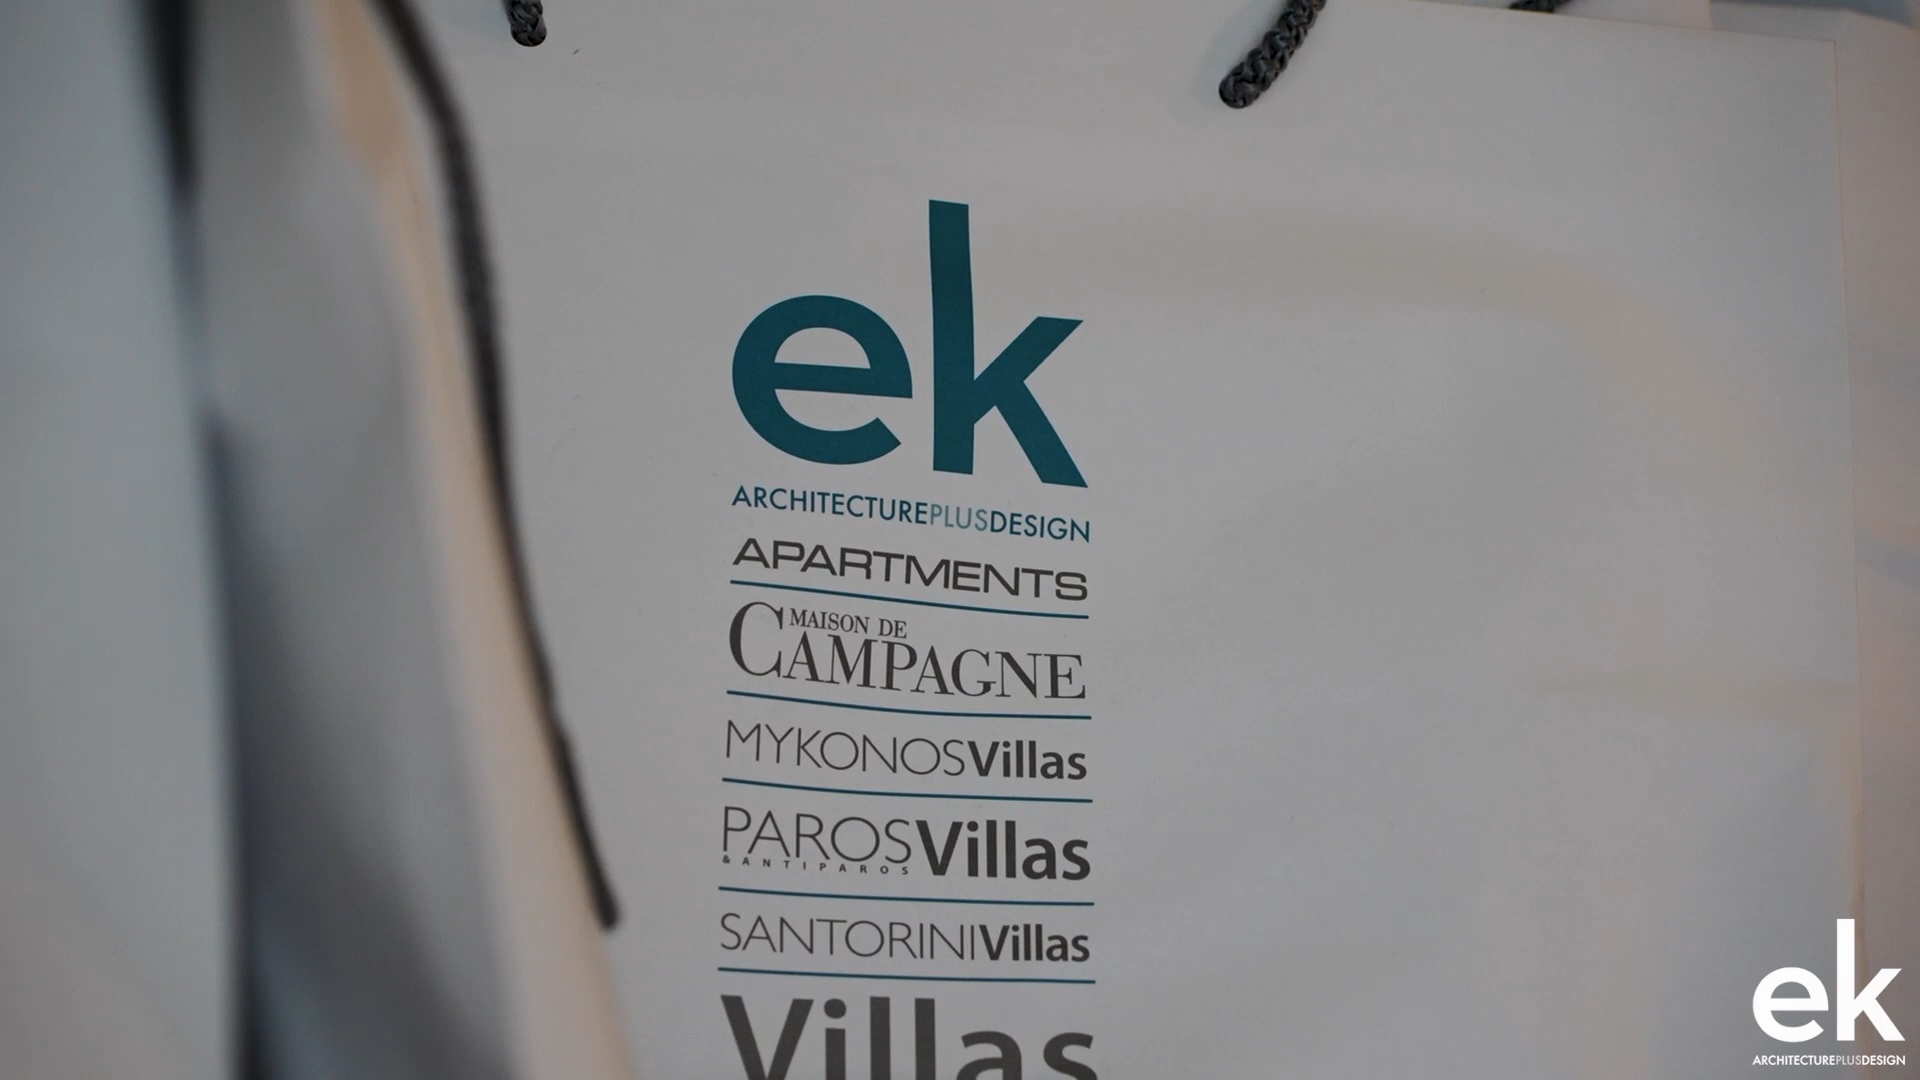 ek
ARCHITECTUREPLUSDESIGN
APARTMENTS
MAISON DE
CAMPAGNE
MYKONOSVillas
PAROSVillas
& ANTIPAROS
SANTORINIVillas
Villas
ek
ARCHITECTUREPLUSDESIGN